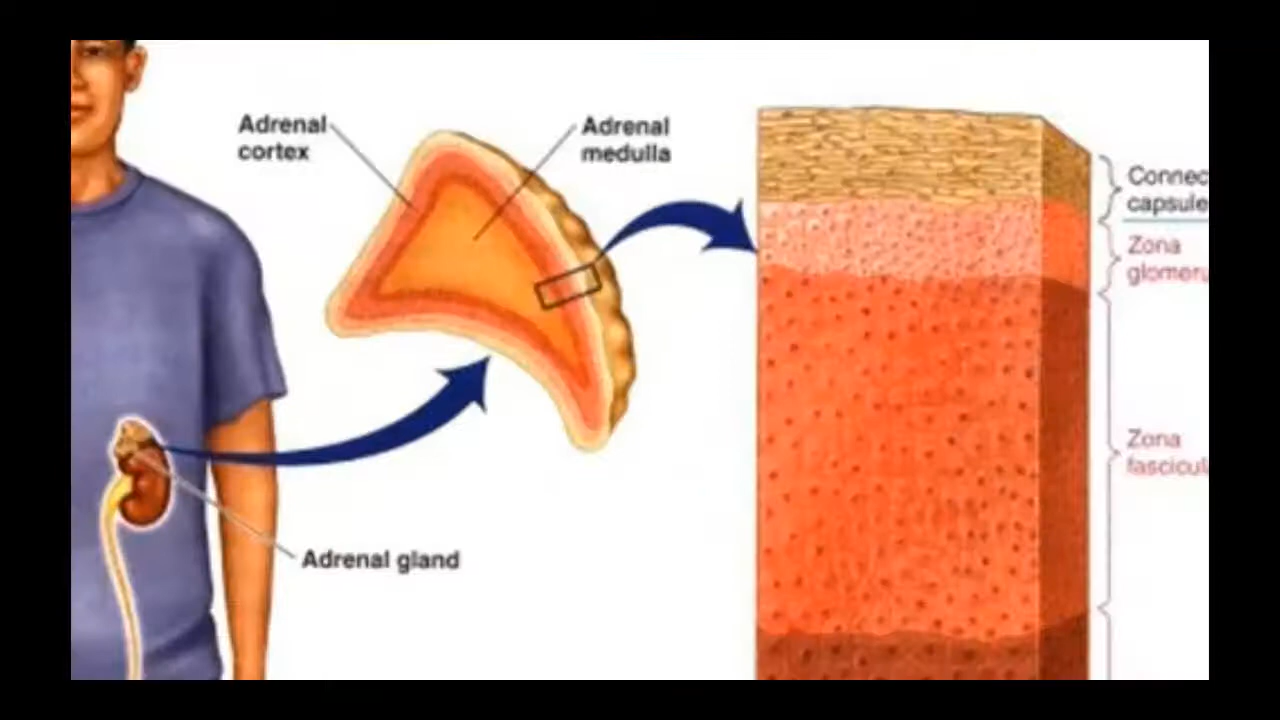 Adrenal
cortex
Adrenal
medulla
Connec
capsule
Zona
glomeru
Zona
fascicul
Adrenal gland